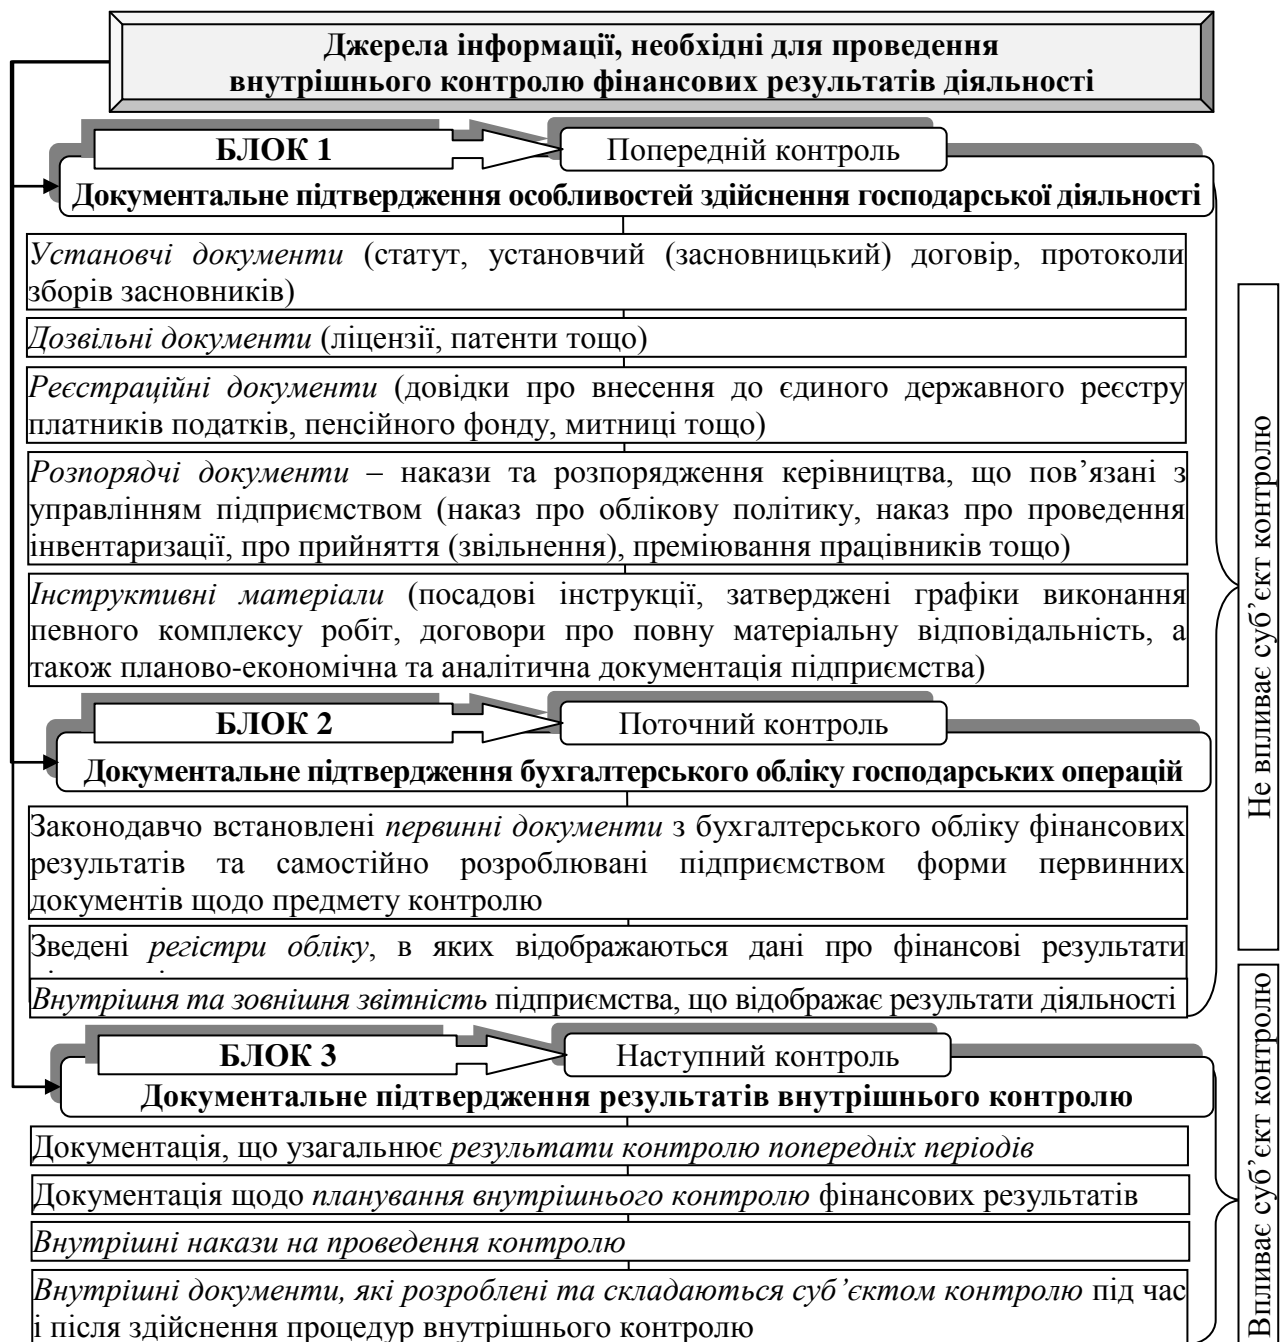 Джерела інформації, необхідні для проведення
внутрішнього контролю фінансових результатів діяльності
БЛОК 1
Попередній контроль
Документальне підтвердження особливостей здійснення господарської діяльності
Установчі документи (статут, установчий (засновницький) договір, протоколи
зборів засновників)
Дозвільні документи (ліцензії, патенти тощо)
Реєстраційні документи (довідки про внесення до єдиного державного реєстру
платників податків, пенсійного фонду, митниці тощо)
Розпорядчі документи – накази та розпорядження керівництва, що пов’язані з
управлінням підприємством (наказ про облікову політику, наказ про проведення
інвентаризації, про прийняття (звільнення), преміювання працівників тощо)
Інструктивні матеріали (посадові інструкції, затверджені графіки виконання
певного комплексу робіт, договори про повну матеріальну відповідальність, а
також планово-економічна та аналітична документація підприємства)
БЛОК 2
Поточний контроль
Документальне підтвердження бухгалтерського обліку господарських операцій
Законодавчо встановлені первинні документи з бухгалтерського обліку фінансових
результатів та самостійно розроблювані підприємством форми первинних
документів щодо предмету контролю
Зведені регістри обліку, в яких відображаються дані про фінансові результати
Внутрішня та зовнішня звітність підприємства, що відображає результати діяльності
Не впливає суб’єкт контролю
БЛОК 3
Наступний контроль
Документальне підтвердження результатів внутрішнього контролю
Документація, що узагальнює результати контролю попередніх періодів
Документація щодо планування внутрішнього контролю фінансових результатів
Внутрішні накази на проведення контролю
Внутрішні документи, які розроблені та складаються суб’єктом контролю під час
і після здійснення процедур внутрішнього контролю
Впливає суб’єкт контролю